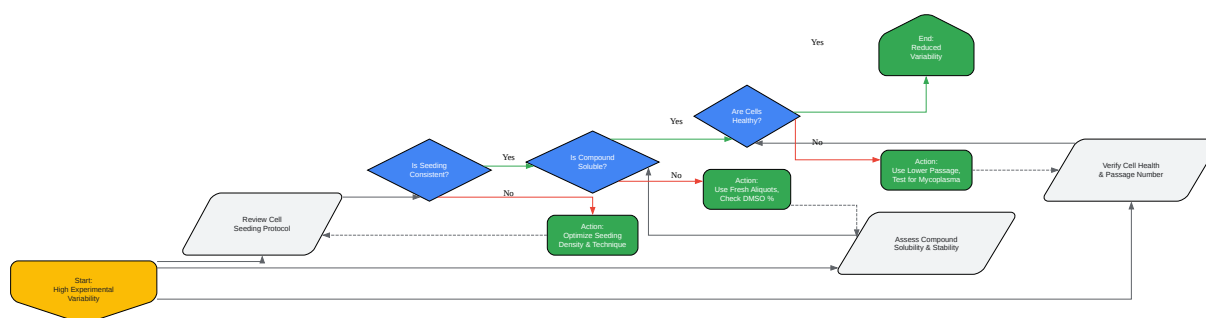 Yes
End:
Reduced
Variability
Are Cells
Healthy?
Yes
No
Is Seeding
Consistent?
Yes
Is Compound
Soluble?
No
Action:
Use Fresh Aliquots,
Check DMSO %
Action:
Use Lower Passage,
Test for Mycoplasma
Verify Cell Health
& Passage Number
No
Review Cell
Seeding Protocol
Action:
Optimize Seeding
Density & Technique
Assess Compound
Solubility & Stability
Start:
High Experimental
Variability